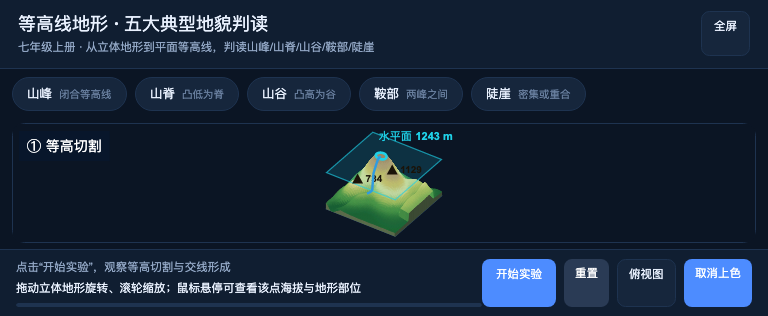 等高线地形 · 五大典型地貌判读
七年级上册 · 从立体地形到平面等高线，判读山峰/山脊/山谷/鞍部/陡崖
全屏
山峰 闭合等高线
山脊 凸低为脊
山谷 凸高为谷
鞍部 两峰之间
陡崖 密集或重合
① 等高切割
水平面 1243 m
784
点击“开始实验”，观察等高切割与交线形成
拖动立体地形旋转、滚轮缩放；鼠标悬停可查看该点海拔与地形部位
开始实验
重置
俯视图
取消上色